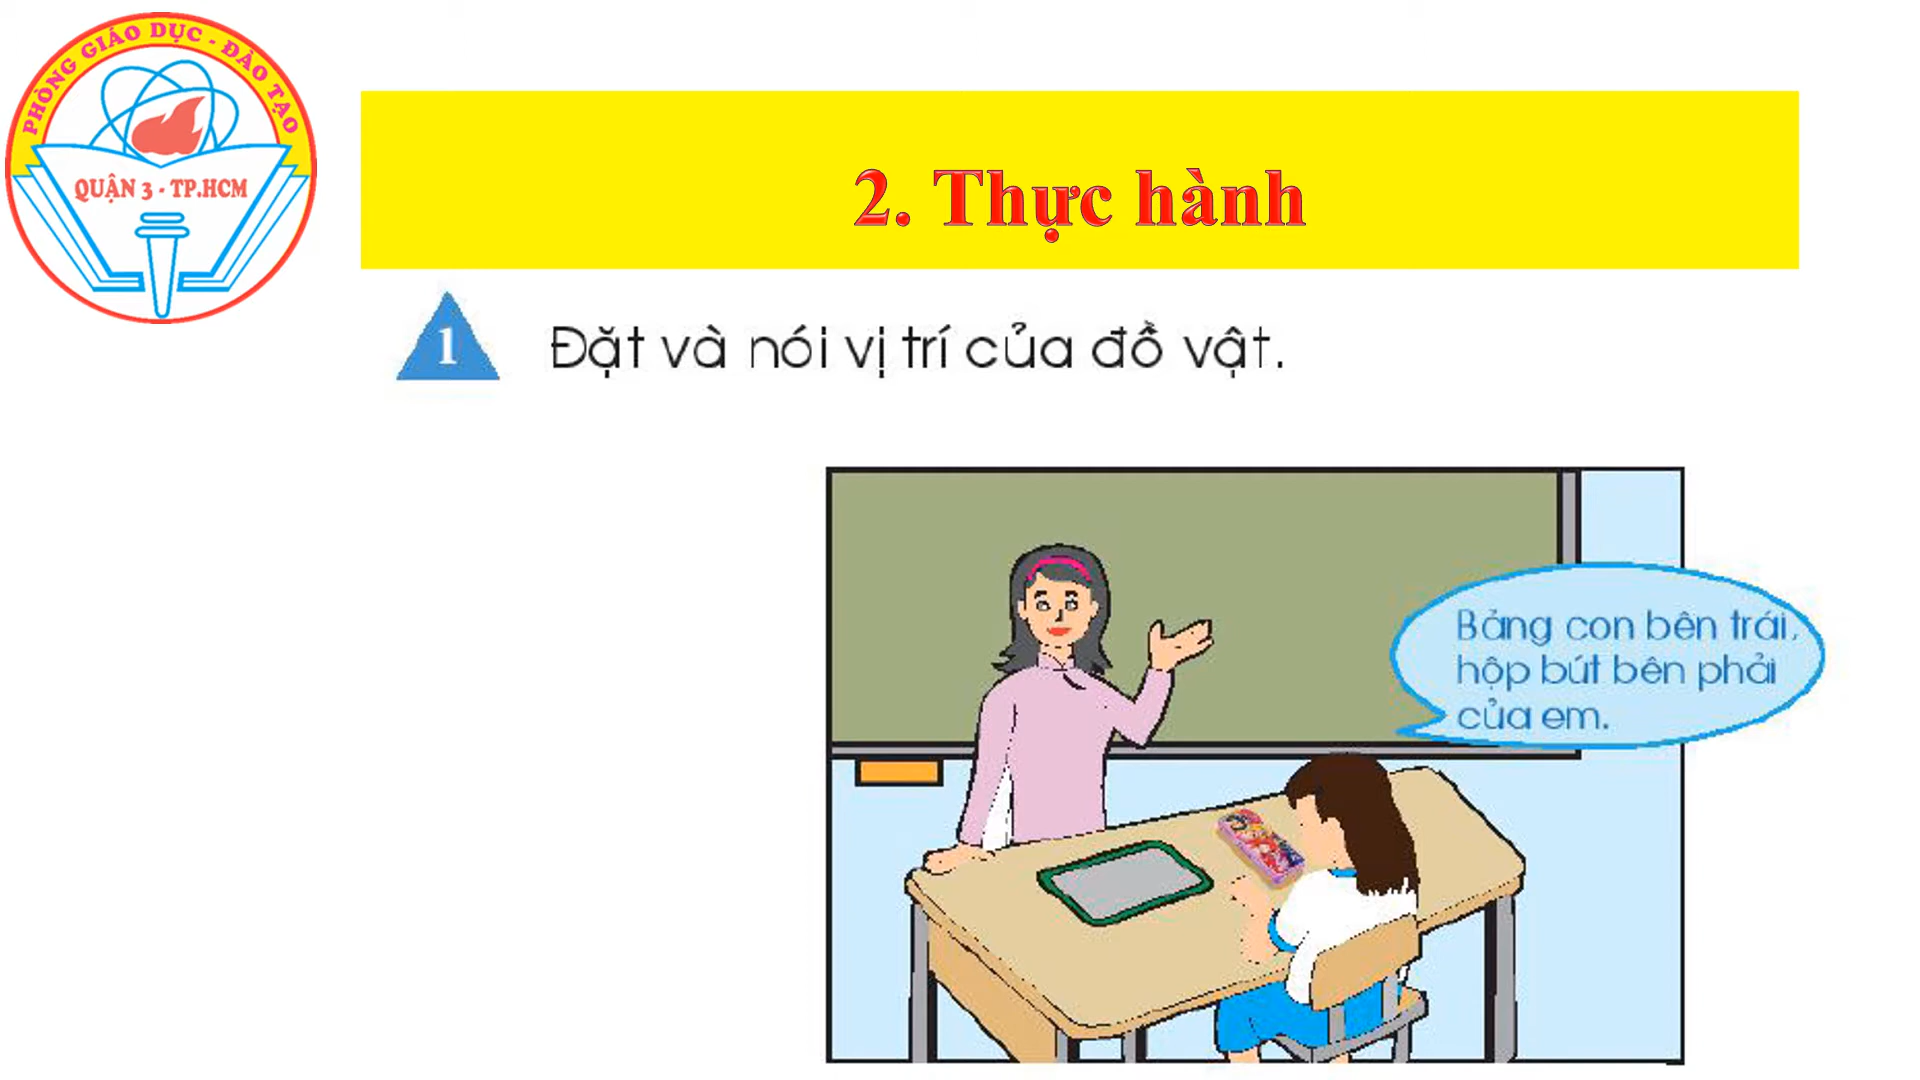 PHÒNG GIÁO DỤC - ĐÀO TẠO
QUẬN 3 - TP.HCM
2. Thực hành
1 Đặt và nói vị trí của đồ vật.
Bảng con bên trái,
hộp bút bên phải
của em.